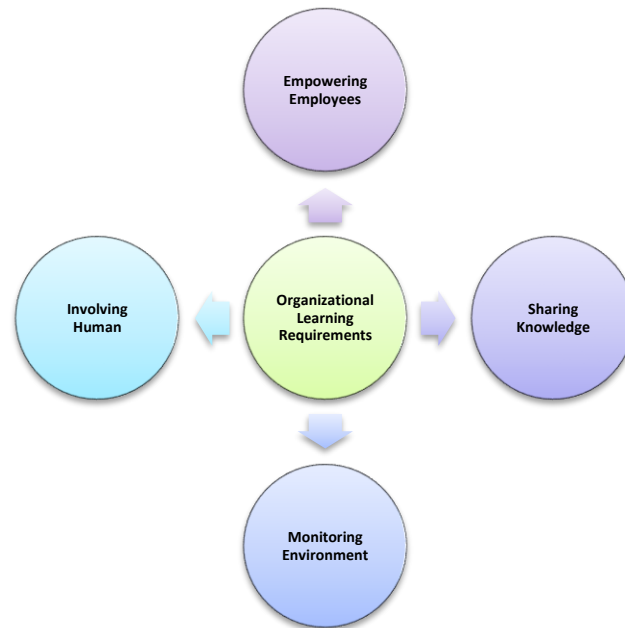 Empowering
Employees
Involving
Human
Organizational
Learning
Requirements
Sharing
Knowledge
Monitoring
Environment